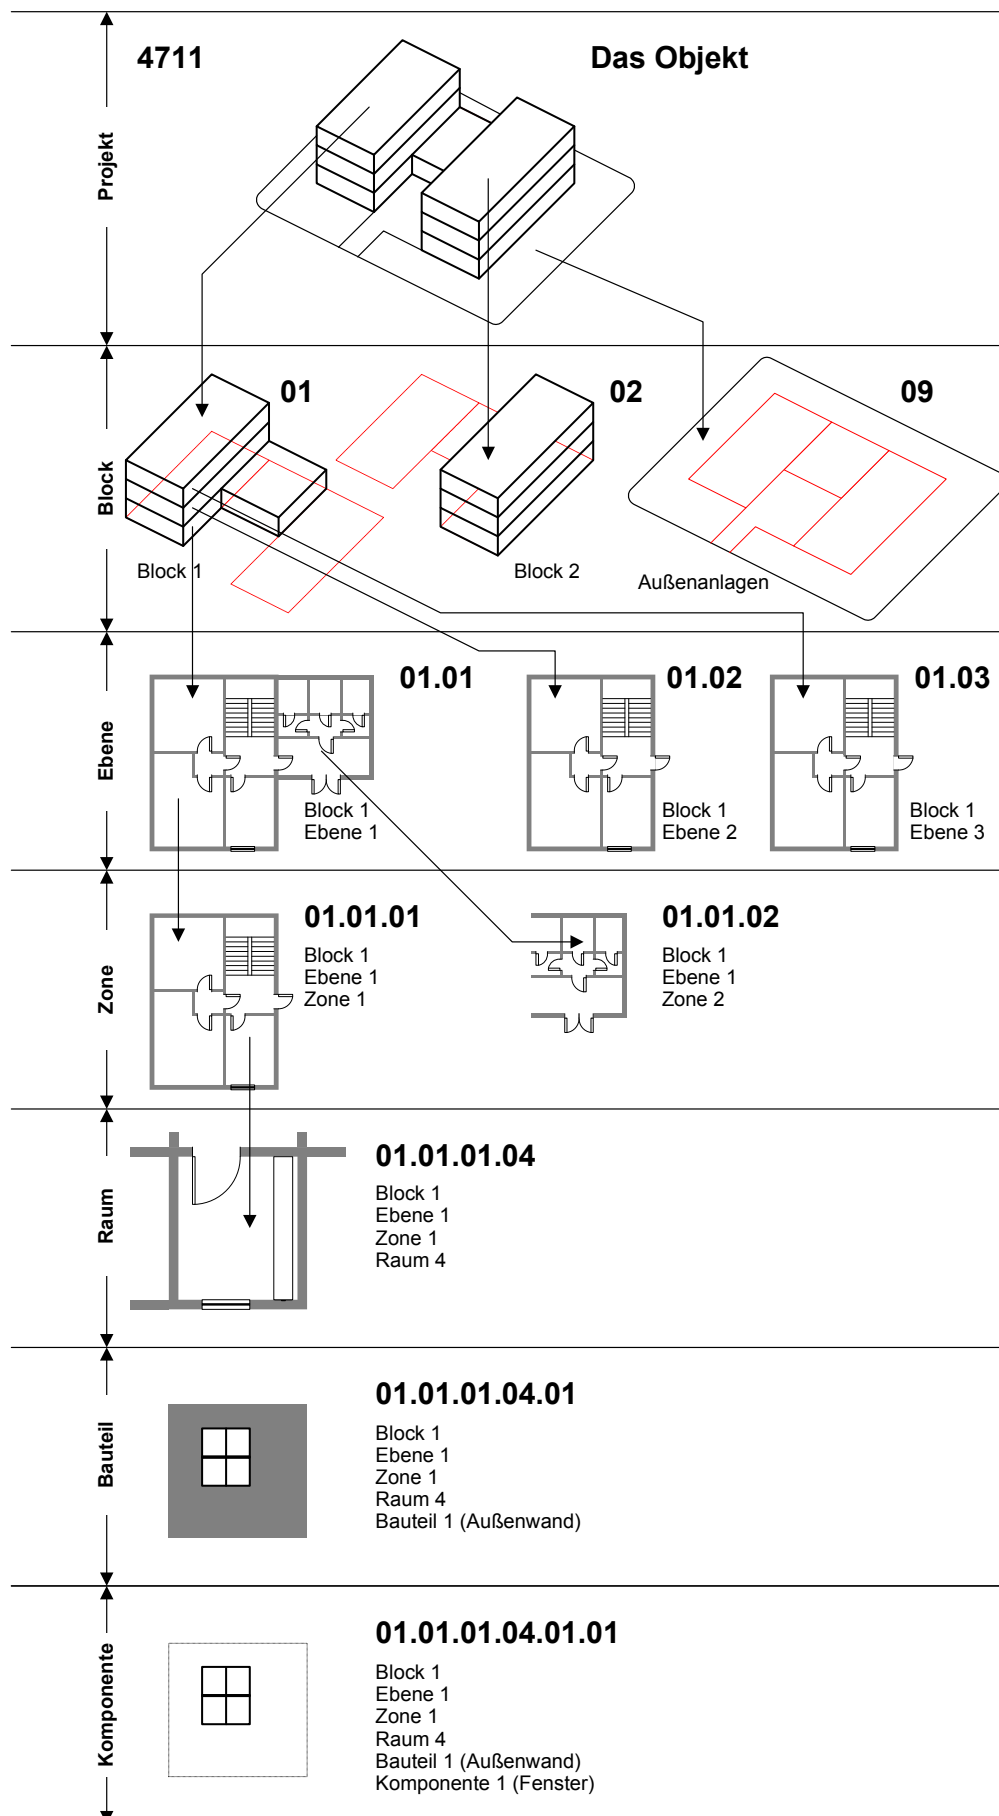 4711
Das Objekt
Projekt
01
02
09
Block
Block 1
Block 2
Außenanlagen
01.01
01.02
01.03
Ebene
Block 1
Ebene 1
Block 1
Ebene 2
Block 1
Ebene 3
01.01.01
01.01.02
Zone
Block 1
Ebene 1
Zone 1
Block 1
Ebene 1
Zone 2
01.01.01.04
Raum
Block 1
Ebene 1
Zone 1
Raum 4
01.01.01.04.01
Bauteil
Block 1
Ebene 1
Zone 1
Raum 4
Bauteil 1 (Außenwand)
01.01.01.04.01.01
Komponente
Block 1
Ebene 1
Zone 1
Raum 4
Bauteil 1 (Außenwand)
Komponente 1 (Fenster)